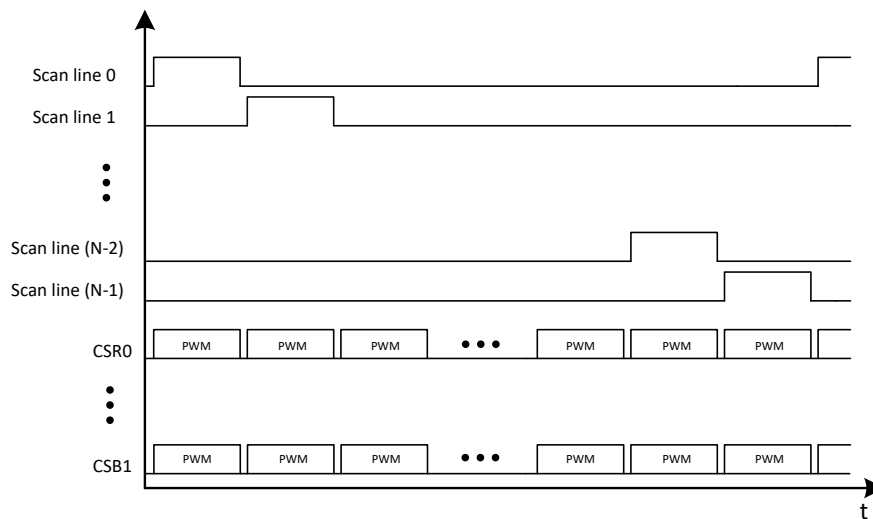 Scan line 0
Scan line 1
Scan line (N-2)
Scan line (N-1)
CSR0
PWM PWM PWM PWM PWM PWM
CSB1
PWM PWM PWM PWM PWM PWM
t